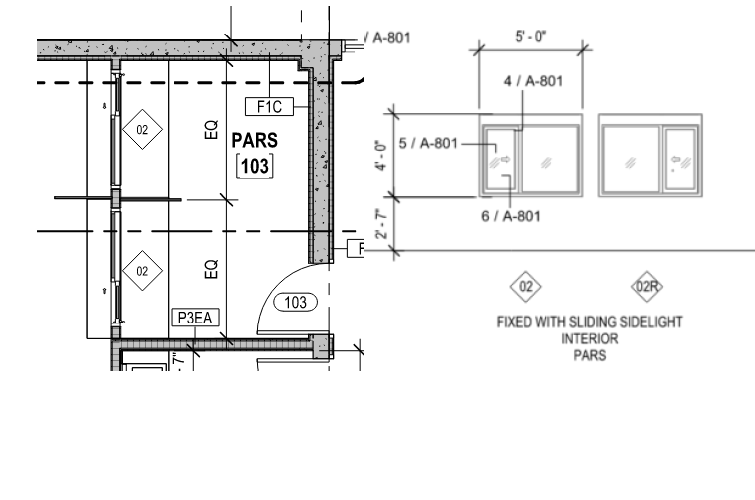 / A-801
5' - 0"
4 / A-801
F1C
02
EQ
PARS
103
5 / A-801
4' - 0"
6 / A-801
2' - 7"
02
EQ
103
P3EA
02
02R
FIXED WITH SLIDING SIDELIGHT
INTERIOR
PARS
- 7"